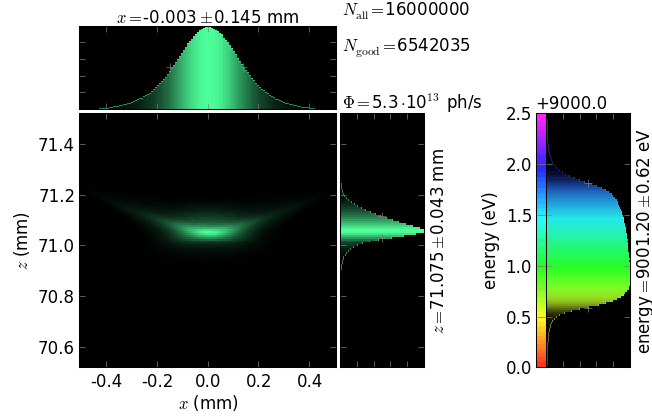 x=-0.003±0.145 mm
N_all=16000000
N_good=6542035
Φ=5.3·10^13 ph/s
+9000.0
71.4
71.2
71.0
70.8
70.6
z (mm)
-0.4 -0.2 0.0 0.2 0.4
x (mm)
z=71.075±0.043 mm
2.5
2.0
1.5
1.0
0.5
0.0
energy (eV)
energy=9001.20±0.62 eV